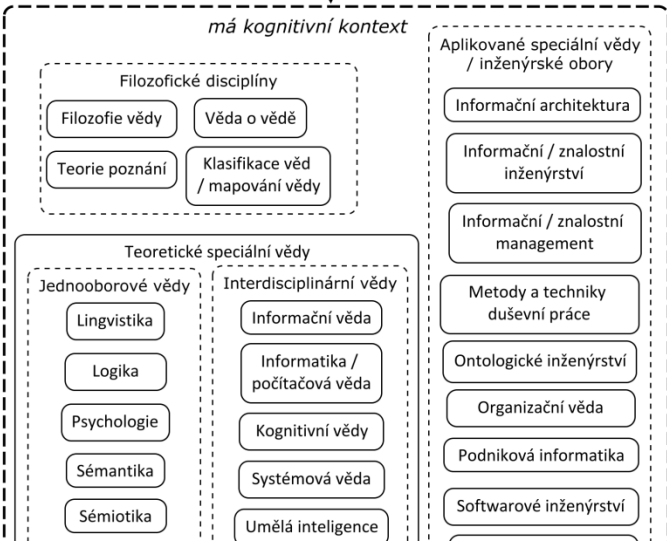 má kognitivní kontext
Filozofické disciplíny
Filozofie vědy
Věda o vědě
Teorie poznání
Klasifikace věd
/ mapování vědy
Teoretické speciální vědy
Jednooborové vědy
Lingvistika
Logika
Psychologie
Sémantika
Sémiotika
Interdisciplinární vědy
Informační věda
Informatika /
počítačová věda
Kognitivní vědy
Systémová věda
Umělá inteligence
Aplikované speciální vědy
/ inženýrské obory
Informační architektura
Informační / znalostní
inženýrství
Informační / znalostní
management
Metody a techniky
duševní práce
Ontologické inženýrství
Organizační věda
Podniková informatika
Softwarové inženýrství